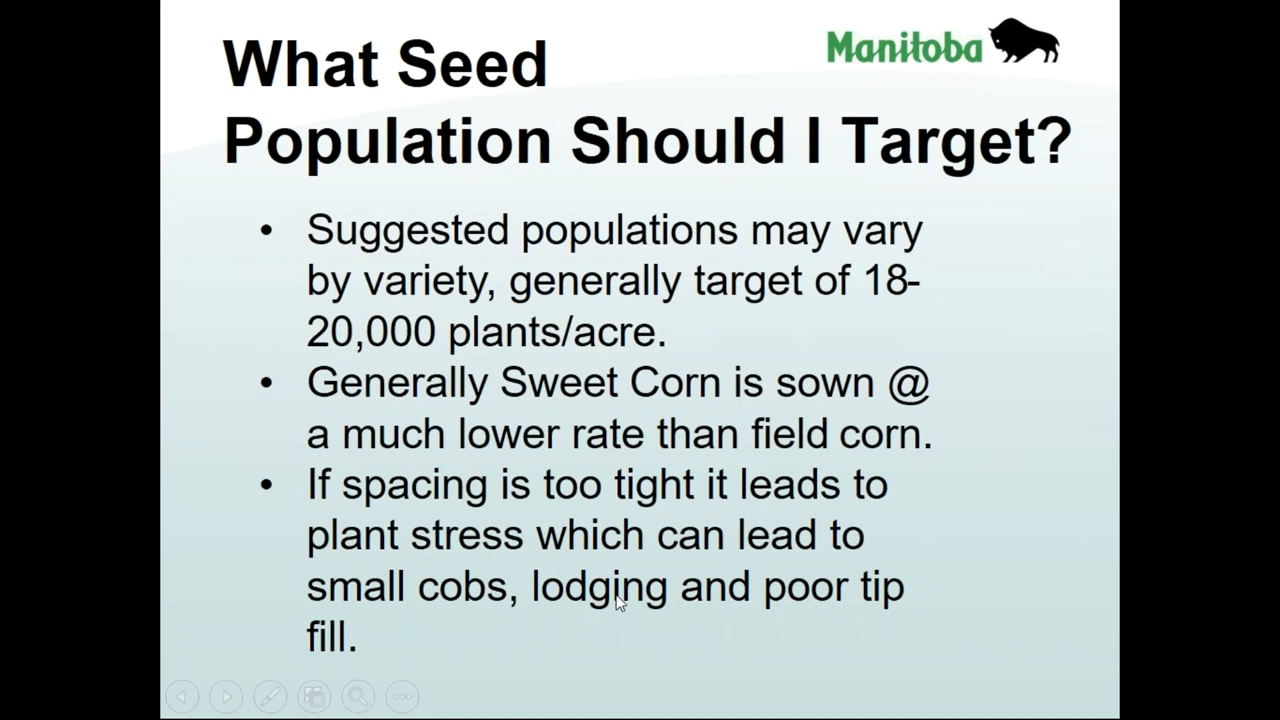 What Seed
Population Should I Target?
Manitoba
• Suggested populations may vary
by variety, generally target of 18-
20,000 plants/acre.
• Generally Sweet Corn is sown @
a much lower rate than field corn.
• If spacing is too tight it leads to
plant stress which can lead to
small cobs, lodging and poor tip
fill.